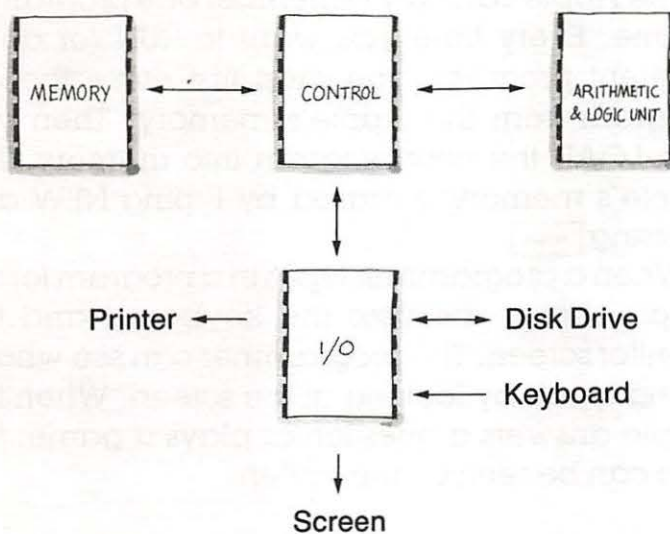 MEMORY
CONTROL
ARITHMETIC
& LOGIC UNIT
I/O
Printer
Disk Drive
Keyboard
Screen